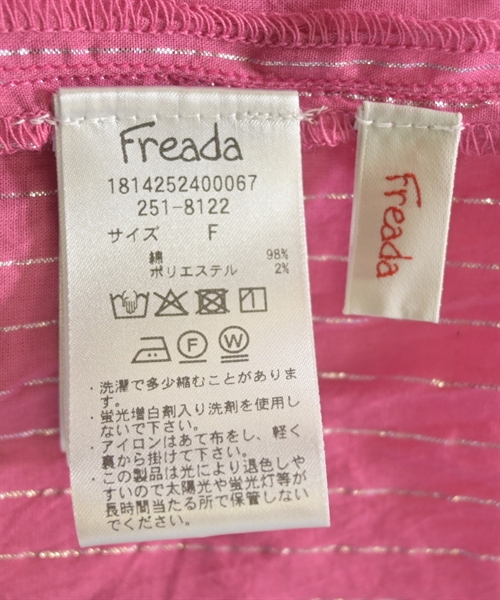 Freada
1814252400067
251-8122
サイズ F
綿 98%
ポリエステル 2%
F W
・洗濯で多少縮むことがありま
す。
・蛍光増白剤入り洗剤を使用し
ないで下さい。
・アイロンはあて布をし、軽く
裏から掛けて下さい。
・この製品は光により退色しや
すいので太陽光や蛍光灯等が
長時間当たる所で保管しない
で下さい。
Freada